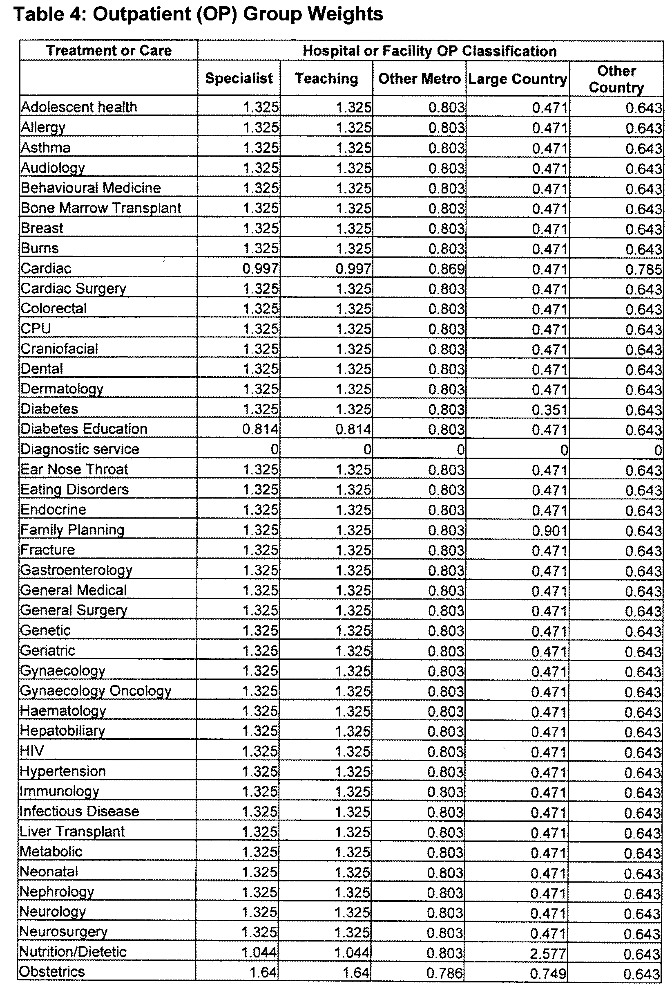 Table 4: Outpatient (OP) Group Weights
Treatment or Care Hospital or Facility OP Classification
Specialist Teaching Other Metro Large Country Other Country
Adolescent health 1.325 1.325 0.803 0.471 0.643
Allergy 1.325 1.325 0.803 0.471 0.643
Asthma 1.325 1.325 0.803 0.471 0.643
Audiology 1.325 1.325 0.803 0.471 0.643
Behavioural Medicine 1.325 1.325 0.803 0.471 0.643
Bone Marrow Transplant 1.325 1.325 0.803 0.471 0.643
Breast 1.325 1.325 0.803 0.471 0.643
Burns 1.325 1.325 0.803 0.471 0.643
Cardiac 0.997 0.997 0.869 0.471 0.785
Cardiac Surgery 1.325 1.325 0.803 0.471 0.643
Colorectal 1.325 1.325 0.803 0.471 0.643
CPU 1.325 1.325 0.803 0.471 0.643
Craniofacial 1.325 1.325 0.803 0.471 0.643
Dental 1.325 1.325 0.803 0.471 0.643
Dermatology 1.325 1.325 0.803 0.471 0.643
Diabetes 1.325 1.325 0.803 0.351 0.643
Diabetes Education 0.814 0.814 0.803 0.471 0.643
Diagnostic service 0 0 0 0 0
Ear Nose Throat 1.325 1.325 0.803 0.471 0.643
Eating Disorders 1.325 1.325 0.803 0.471 0.643
Endocrine 1.325 1.325 0.803 0.471 0.643
Family Planning 1.325 1.325 0.803 0.901 0.643
Fracture 1.325 1.325 0.803 0.471 0.643
Gastroenterology 1.325 1.325 0.803 0.471 0.643
General Medical 1.325 1.325 0.803 0.471 0.643
General Surgery 1.325 1.325 0.803 0.471 0.643
Genetic 1.325 1.325 0.803 0.471 0.643
Geriatric 1.325 1.325 0.803 0.471 0.643
Gynaecology 1.325 1.325 0.803 0.471 0.643
Gynaecology Oncology 1.325 1.325 0.803 0.471 0.643
Haematology 1.325 1.325 0.803 0.471 0.643
Hepatobiliary 1.325 1.325 0.803 0.471 0.643
HIV 1.325 1.325 0.803 0.471 0.643
Hypertension 1.325 1.325 0.803 0.471 0.643
Immunology 1.325 1.325 0.803 0.471 0.643
Infectious Disease 1.325 1.325 0.803 0.471 0.643
Liver Transplant 1.325 1.325 0.803 0.471 0.643
Metabolic 1.325 1.325 0.803 0.471 0.643
Neonatal 1.325 1.325 0.803 0.471 0.643
Nephrology 1.325 1.325 0.803 0.471 0.643
Neurology 1.325 1.325 0.803 0.471 0.643
Neurosurgery 1.325 1.325 0.803 0.471 0.643
Nutrition/Dietetic 1.044 1.044 0.803 2.577 0.643
Obstetrics 1.64 1.64 0.786 0.749 0.643